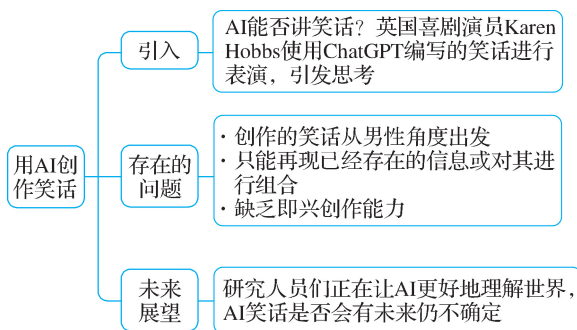 用AI创
作笑话
引入
AI能否讲笑话？英国喜剧演员Karen
Hobbs使用ChatGPT编写的笑话进行
表演，引发思考
存在的
问题
· 创作的笑话从男性角度出发
· 只能再现已经存在的信息或对其进
行组合
· 缺乏即兴创作能力
未来
展望
研究人员们正在让AI更好地理解世界，
AI笑话是否会有未来仍不确定